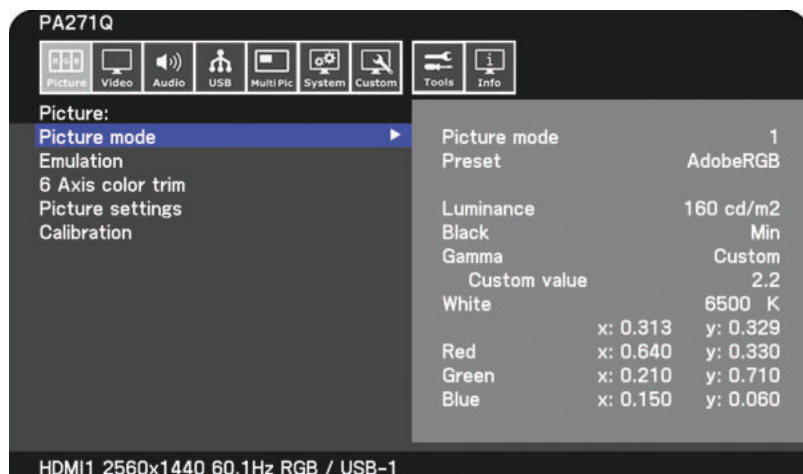 PA271Q
RGB
Picture Video Audio USB MultiPic System Custom Tools Info
Picture:
Picture mode
Emulation
6 Axis color trim
Picture settings
Calibration
Picture mode 1
Preset AdobeRGB
Luminance 160 cd/m2
Black Min
Gamma Custom
Custom value 2.2
White 6500 K
x: 0.313 y: 0.329
Red x: 0.640 y: 0.330
Green x: 0.210 y: 0.710
Blue x: 0.150 y: 0.060
HDMI1 2560x1440 60.1Hz RGB / USB-1